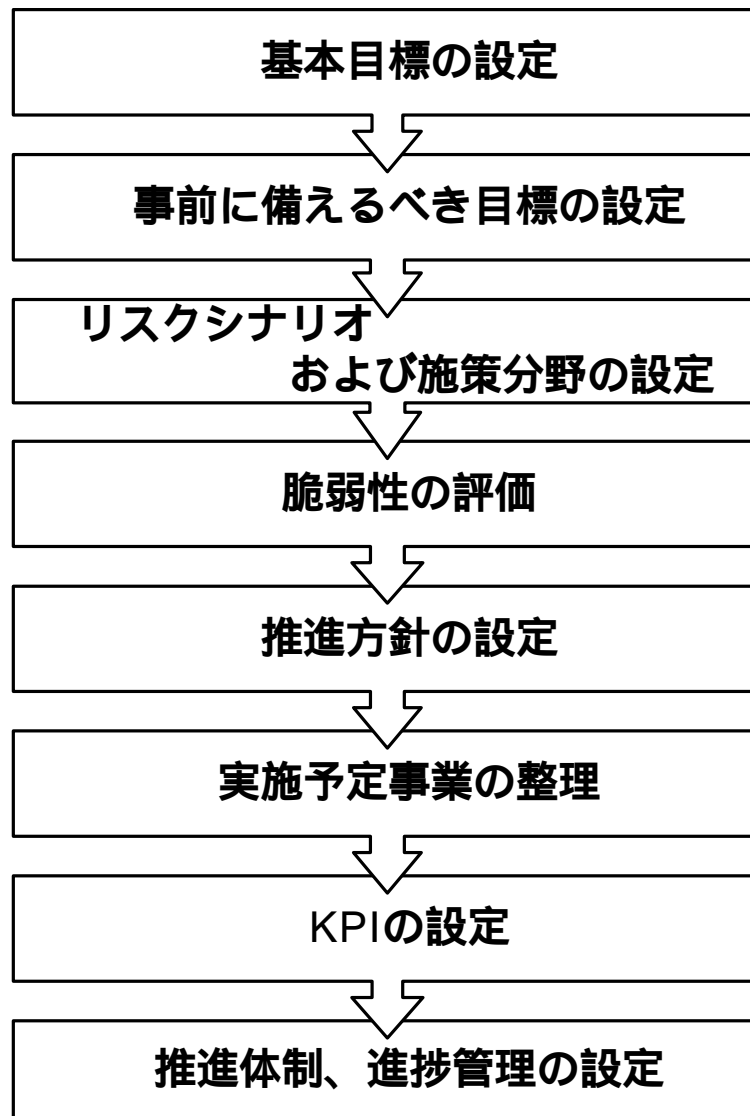 基本目標の設定
事前に備えるべき目標の設定
リスクシナリオ
および施策分野の設定
脆弱性の評価
推進方針の設定
実施予定事業の整理
KPIの設定
推進体制、進捗管理の設定